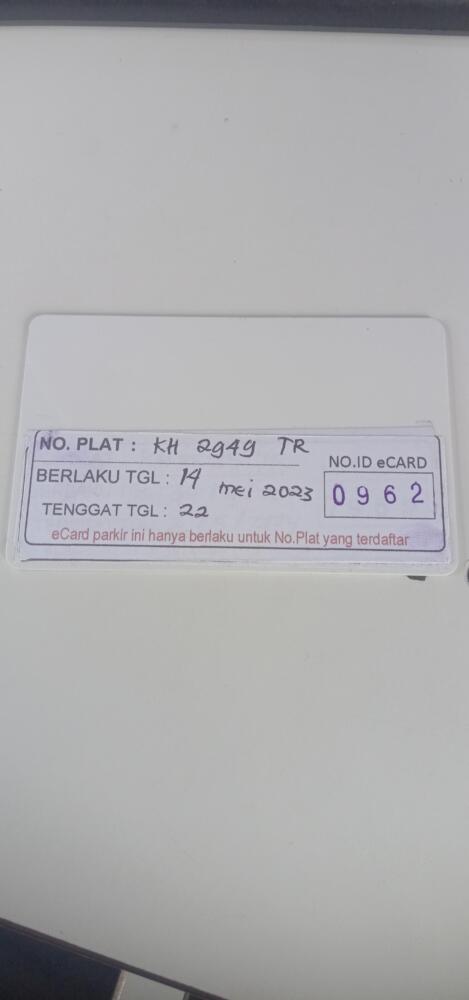 NO. PLAT : KH 2949 TR
NO.ID eCARD
BERLAKU TGL : 14
mei 2023
0962
TENGGAT TGL : 22
eCard parkir ini hanya berlaku untuk No.Plat yang terdaftar